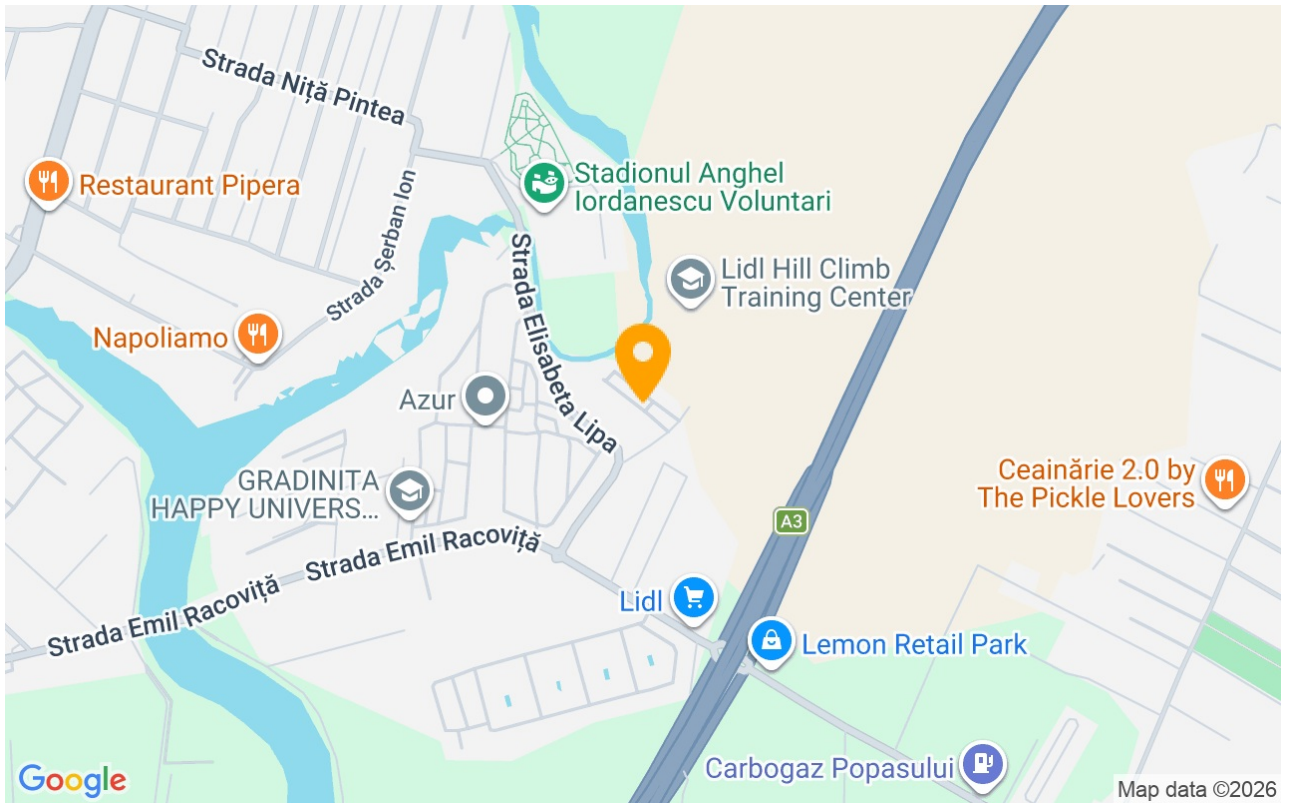 Strada Niță Pintea
Restaurant Pipera
Stadionul Anghel
Iordanescu Voluntari
Strada Șerban Ion
Lidl Hill Climb
Training Center
Napoliamo
Strada Elisabeta Lipa
Azur
GRADINITA
HAPPY UNIVERS...
Ceainărie 2.0 by
The Pickle Lovers
A3
Strada Emil Racoviță
Strada Emil Racoviță
Lidl
Lemon Retail Park
Carbogaz Popasului
Google
Map data ©2026